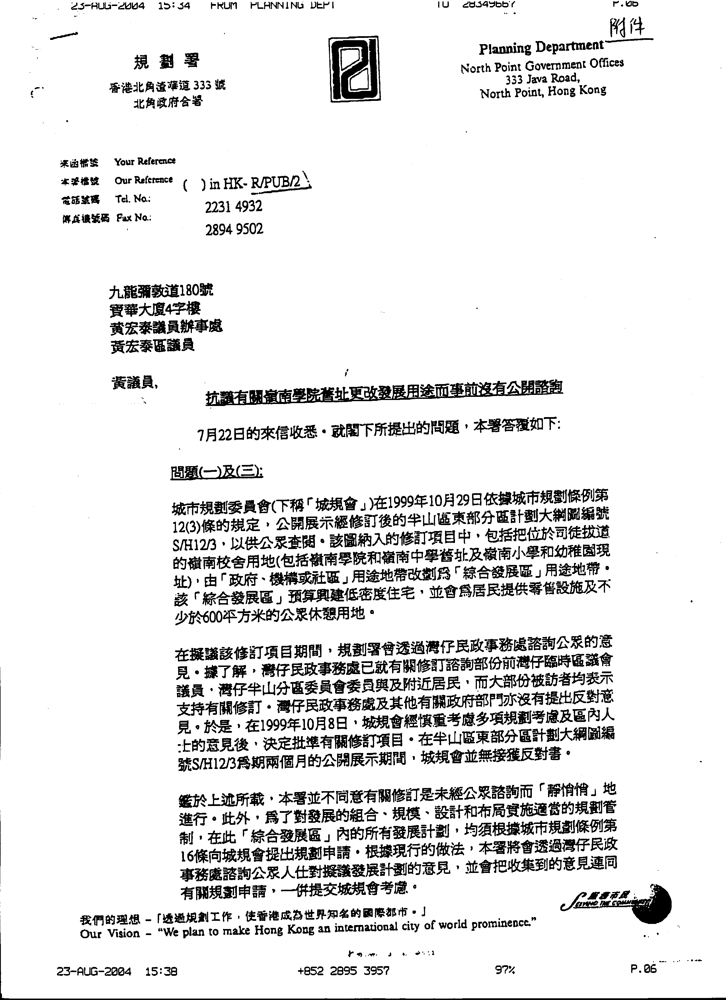 23-AUG-2004 15:34 FROM PLANNING DEPT TO 28349667 P.06
附件
規劃署
香港北角渣華道 333 號
北角政府合署
Planning Department
North Point Government Offices
333 Java Road,
North Point, Hong Kong
來函檔號 Your Reference
本署檔號 Our Reference ( ) in HK- R/PUB/2
電話號碼 Tel. No.: 2231 4932
傳真機號碼 Fax No.: 2894 9502
九龍彌敦道180號
寶華大廈4字樓
黃宏泰議員辦事處
黃宏泰區議員
黃議員,
抗議有關嶺南學院舊址更改發展用途而事前沒有公開諮詢
7月22日的來信收悉。就閣下所提出的問題,本署答覆如下:
問題(一)及(三):
城市規劃委員會(下稱「城規會」)在1999年10月29日依據城市規劃條例第
12(3)條的規定,公開展示經修訂後的半山區東部分區計劃大綱圖編號
S/H12/3,以供公眾查閱。該圖納入的修訂項目中,包括把位於司徒拔道
的嶺南校舍用地(包括嶺南學院和嶺南中學舊址及嶺南小學和幼稚園現
址),由「政府、機構或社區」用途地帶改劃爲「綜合發展區」用途地帶。
該「綜合發展區」預算興建低密度住宅,並會爲居民提供零售設施及不
少於600平方米的公眾休憩用地。
在擬議該修訂項目期間,規劃署曾透過灣仔民政事務處諮詢公眾的意
見。據了解,灣仔民政事務處已就有關修訂諮詢部份前灣仔臨時區議會
議員,灣仔半山分區委員會委員與及附近居民,而大部份被訪者均表示
支持有關修訂。灣仔民政事務處及其他有關政府部門亦沒有提出反對意
見。於是,在1999年10月8日,城規會經慎重考慮多項規劃考慮及區內人
士的意見後,決定批準有關修訂項目。在半山區東部分區計劃大綱圖編
號S/H12/3爲期兩個月的公開展示期間,城規會並無接獲反對書。
鑑於上述所載,本署並不同意有關修訂是未經公眾諮詢而「靜悄悄」地
進行。此外,爲了對發展的組合、規模、設計和布局實施適當的規劃管
制,在此「綜合發展區」內的所有發展計劃,均須根據城市規劃條例第
16條向城規會提出規劃申請。根據現行的做法,本署將會透過灣仔民政
事務處諮詢公眾人仕對擬議發展計劃的意見,並會把收集到的意見連同
有關規劃申請,一併提交城規會考慮。
服務市民
SERVING THE COMMUNITY
我們的理想 – 「透過規劃工作,使香港成為世界知名的國際都市。」
Our Vision – “We plan to make Hong Kong an international city of world prominence.”
23-AUG-2004 15:38 +852 2895 3957 97% P.06